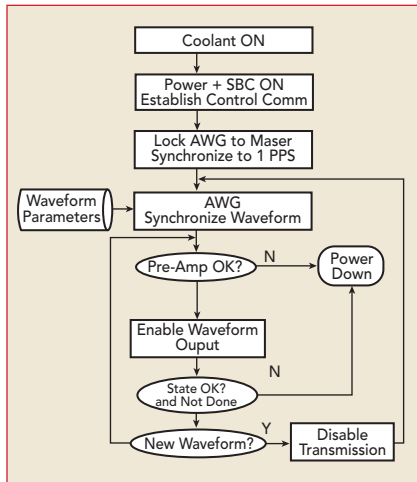 Coolant ON
Power + SBC ON
Establish Control Comm
Lock AWG to Maser
Synchronize to 1 PPS
Waveform
Parameters
AWG
Synchronize Waveform
Pre-Amp OK?
N
Power
Down
Enable Waveform
Ouput
N
State OK?
and Not Done
New Waveform?
Y
Disable
Transmission